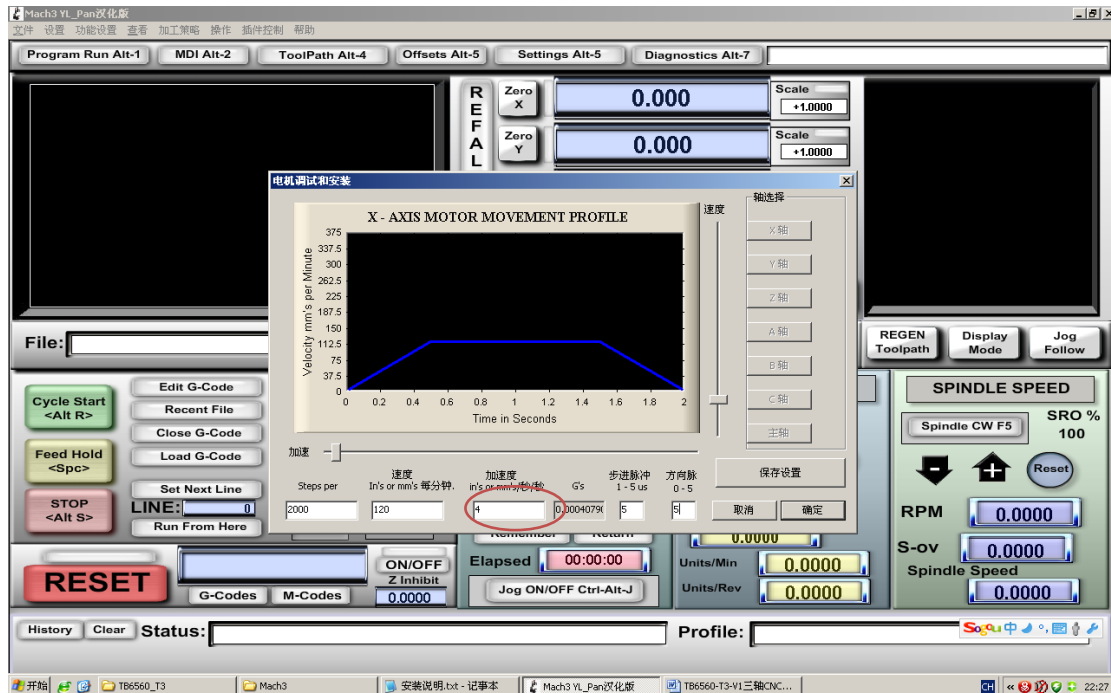 Mach3 YL_Pan汉化版
文件 设置 功能设置 查看 加工策略 操作 插件控制 帮助
Program Run Alt-1 MDI Alt-2 ToolPath Alt-4 Offsets Alt-5 Settings Alt-5 Diagnostics Alt-7
REFAL
Zero X
0.000
Scale
+1.0000
Zero Y
0.000
Scale
+1.0000
电机调试和安装
X - AXIS MOTOR MOVEMENT PROFILE
Velocity mm's per Minute
375
337.5
300
262.5
225
187.5
150
112.5
75
37.5
0
0 0.2 0.4 0.6 0.8 1 1.2 1.4 1.6 1.8 2
Time in Seconds
速度
轴选择
X 轴
Y 轴
Z 轴
A 轴
B 轴
C 轴
主轴
加速
Steps per
速度
In's or mm's 每分钟.
加速度
in's or mm's/秒/秒
G's
步进脉冲
1 - 5 us
方向脉
0 - 5
2000 120 4 0.0004079 5 5
保存设置
取消 确定
File:
REGEN Toolpath
Display Mode
Jog Follow
Cycle Start
<Alt R>
Feed Hold
<Spc>
STOP
<Alt S>
Edit G-Code
Recent File
Close G-Code
Load G-Code
Set Next Line
LINE: 0
Run From Here
RESET
G-Codes M-Codes
ON/OFF
Z Inhibit
0.0000
Remember Return
Elapsed 00:00:00
Jog ON/OFF Ctrl-Alt-J
0.0000
Units/Min 0.0000
Units/Rev 0.0000
SPINDLE SPEED
Spindle CW F5
SRO %
100
Reset
RPM 0.0000
S-ov 0.0000
Spindle Speed
0.0000
History Clear Status:
Profile:
Sogou 中
开始 TB6560_T3 Mach3 安装说明.txt - 记事本 Mach3 YL_Pan汉化版 TB6560-T3-V1三轴CNC... CH 22:27